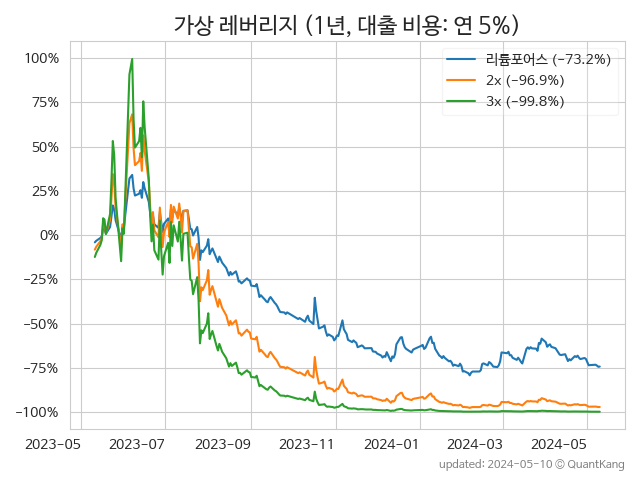 가상 레버리지 (1년, 대출 비용: 연 5%)
리튬포어스 (−73.2%)
2x (−96.9%)
3x (−99.8%)
100%
75%
50%
25%
0%
−25%
−50%
−75%
−100%
2023-05 2023-07 2023-09 2023-11 2024-01 2024-03 2024-05
updated: 2024-05-10 © QuantKang